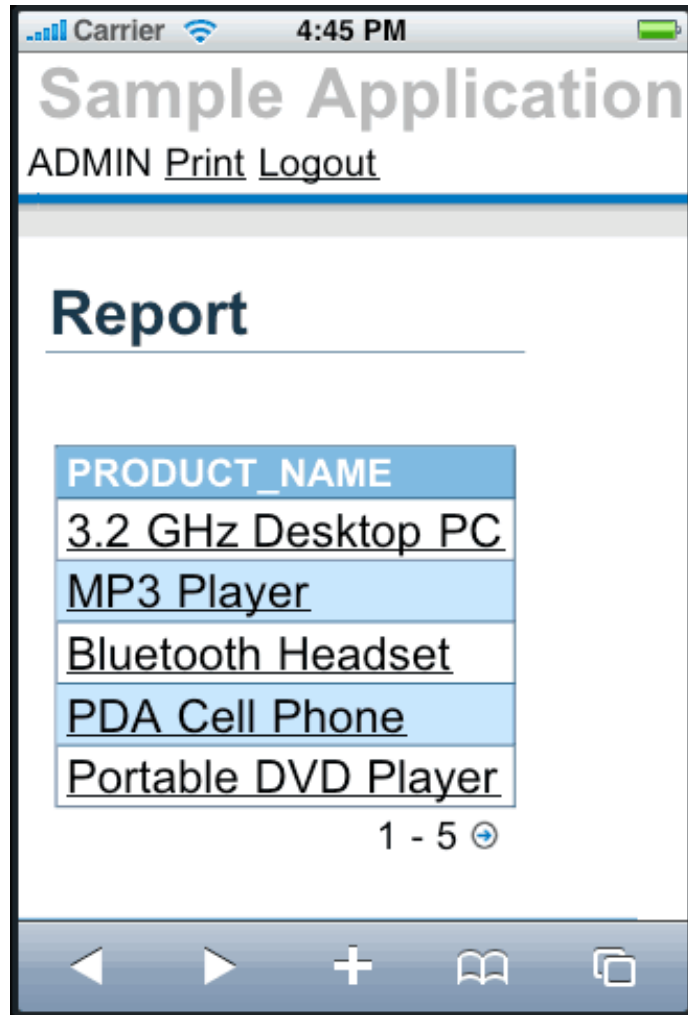 Carrier 4:45 PM
Sample Application
ADMIN Print Logout
Report
PRODUCT_NAME
3.2 GHz Desktop PC
MP3 Player
Bluetooth Headset
PDA Cell Phone
Portable DVD Player
1 - 5